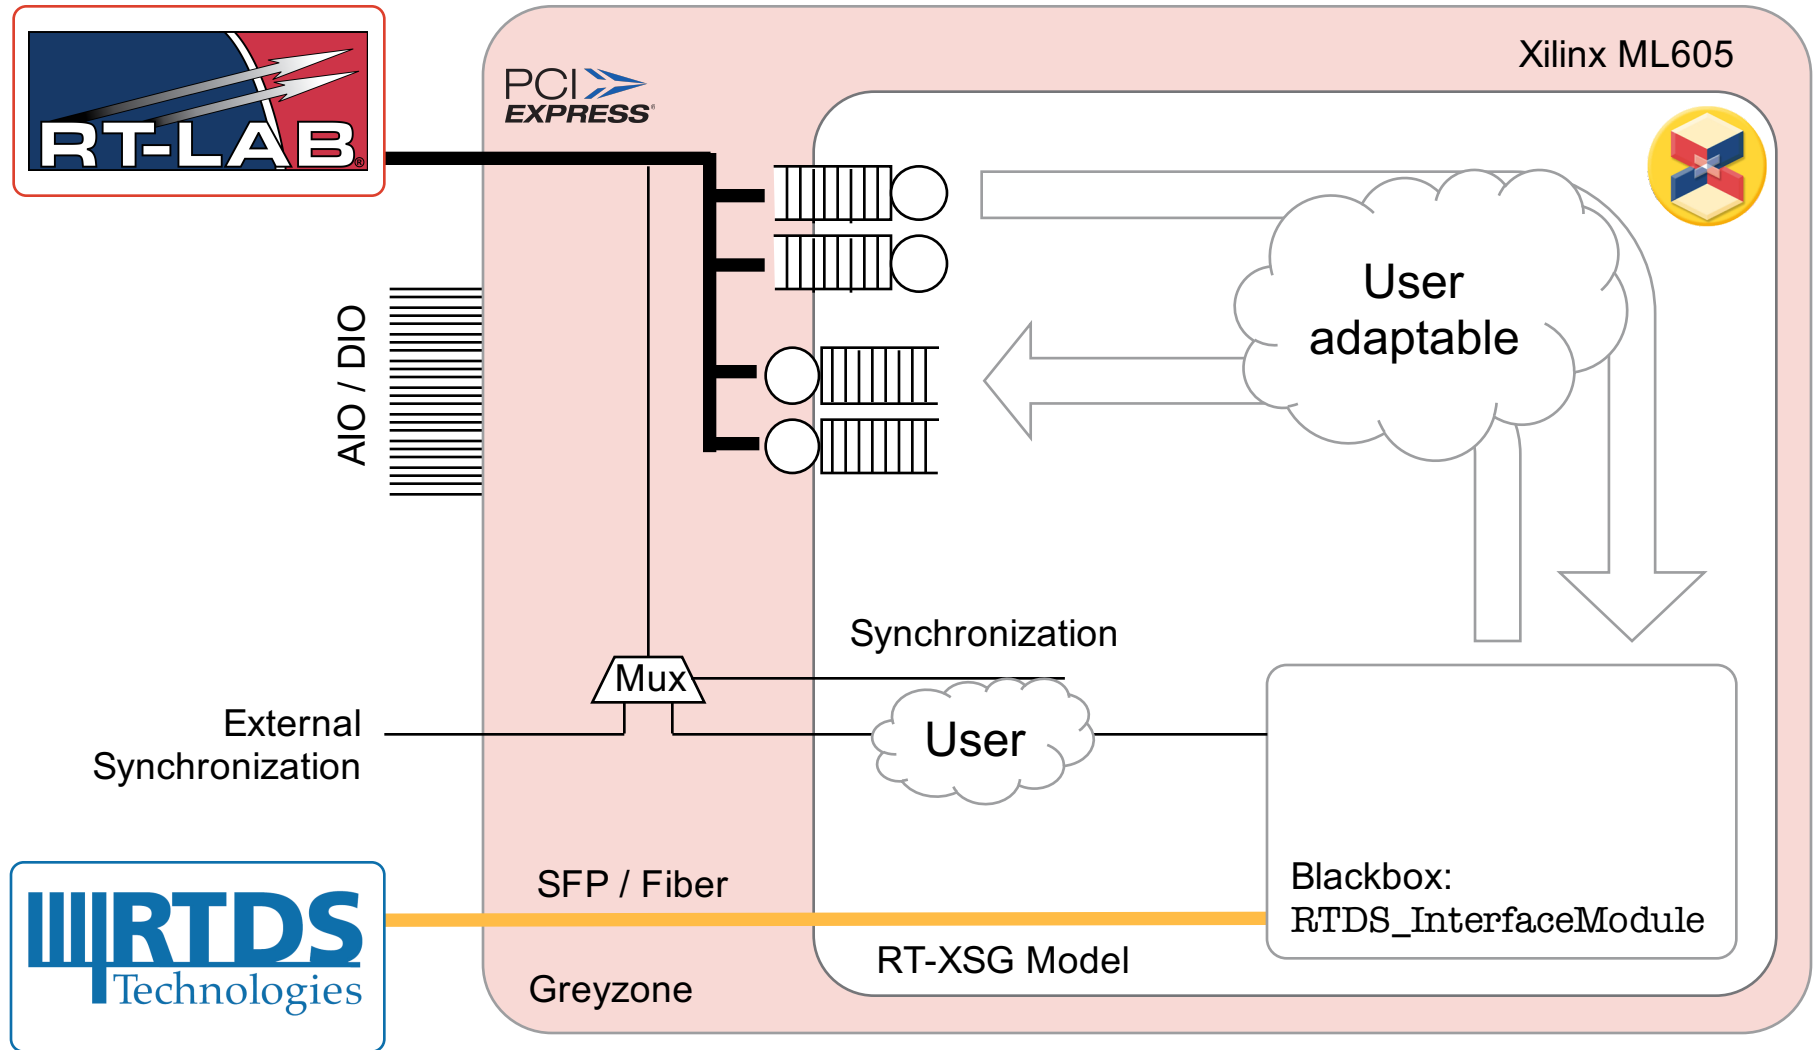 RT-LAB®
PCI
EXPRESS®
Xilinx ML605
User
adaptable
AIO / DIO
Synchronization
Mux
External
Synchronization
User
SFP / Fiber
Blackbox:
RTDS_InterfaceModule
RTDS
Technologies
RT-XSG Model
Greyzone